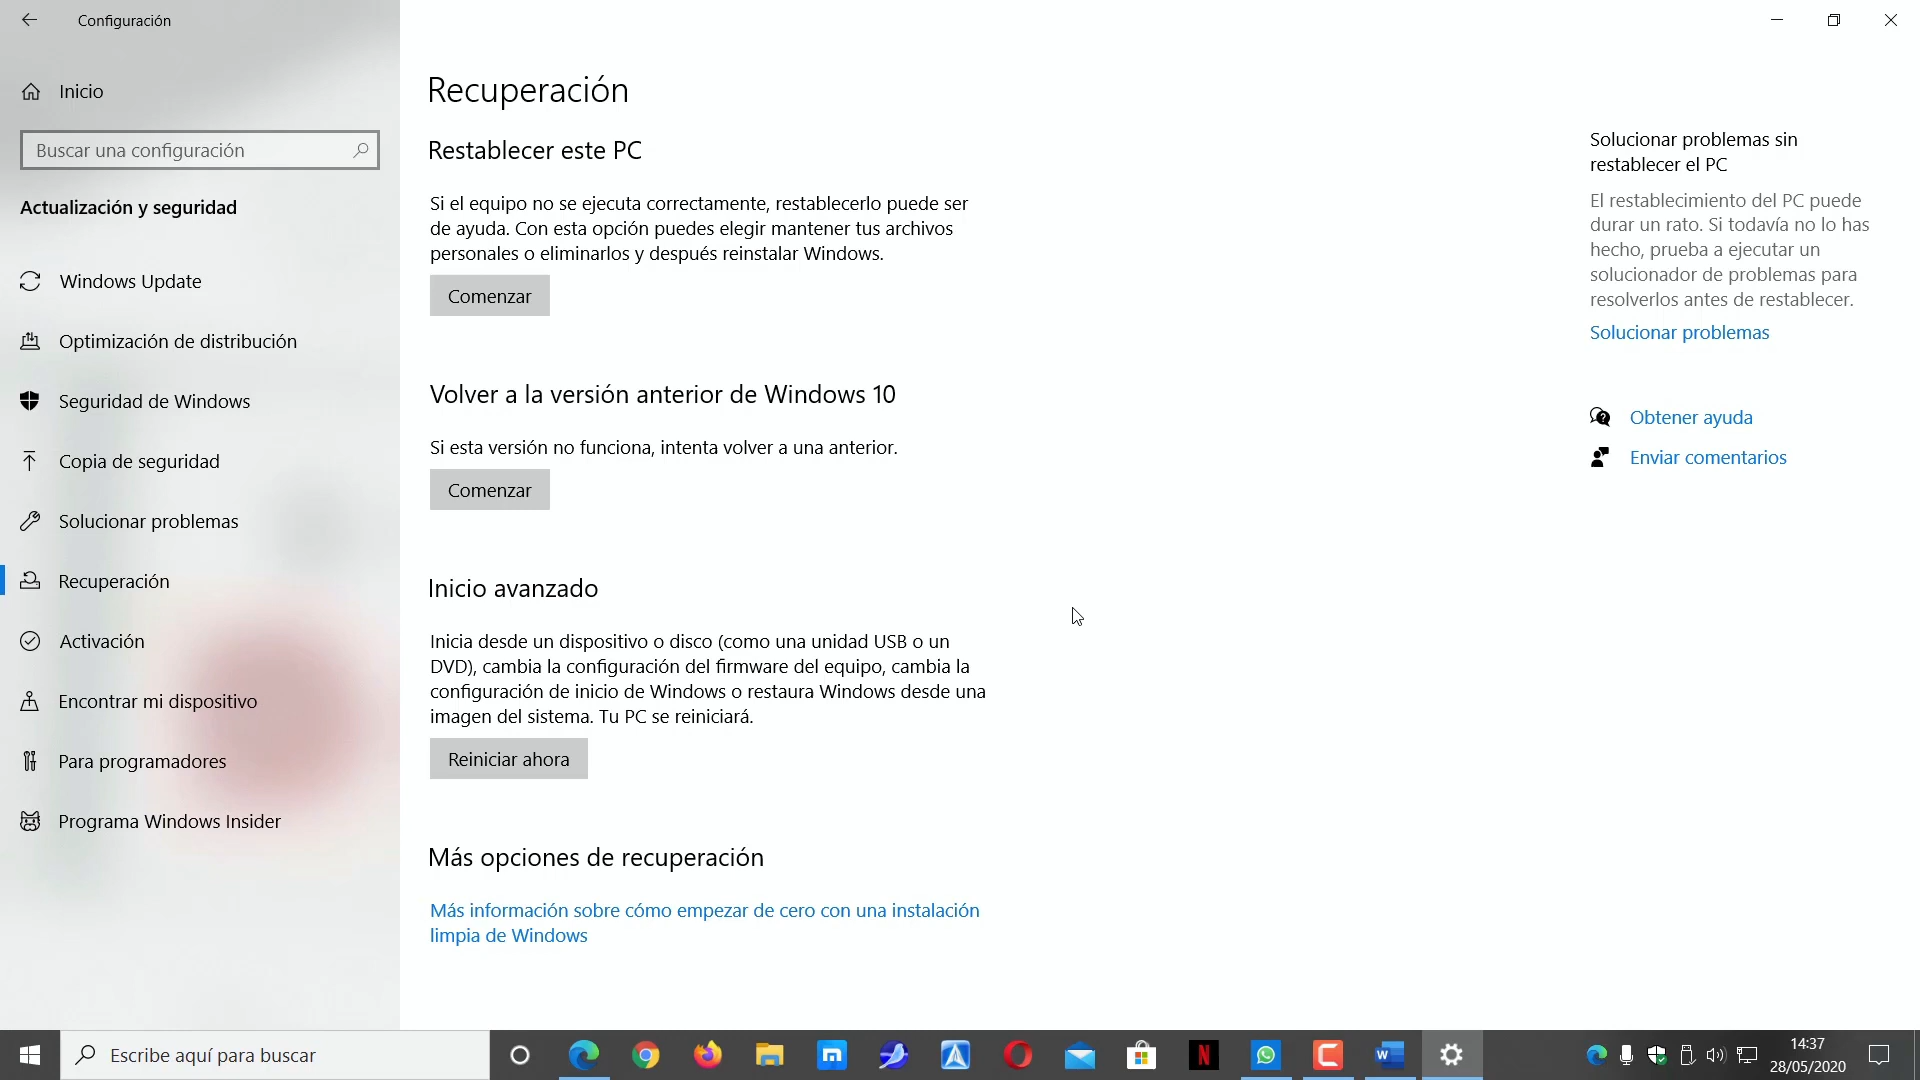 Configuración
Inicio
Buscar una configuración
Actualización y seguridad
Windows Update
Optimización de distribución
Seguridad de Windows
Copia de seguridad
Solucionar problemas
Recuperación
Activación
Encontrar mi dispositivo
Para programadores
Programa Windows Insider
Recuperación
Restablecer este PC
Si el equipo no se ejecuta correctamente, restablecerlo puede ser
de ayuda. Con esta opción puedes elegir mantener tus archivos
personales o eliminarlos y después reinstalar Windows.
Comenzar
Volver a la versión anterior de Windows 10
Si esta versión no funciona, intenta volver a una anterior.
Comenzar
Inicio avanzado
Inicia desde un dispositivo o disco (como una unidad USB o un
DVD), cambia la configuración del firmware del equipo, cambia la
configuración de inicio de Windows o restaura Windows desde una
imagen del sistema. Tu PC se reiniciará.
Reiniciar ahora
Más opciones de recuperación
Más información sobre cómo empezar de cero con una instalación
limpia de Windows
Solucionar problemas sin
restablecer el PC
El restablecimiento del PC puede
durar un rato. Si todavía no lo has
hecho, prueba a ejecutar un
solucionador de problemas para
resolverlos antes de restablecer.
Solucionar problemas
Obtener ayuda
Enviar comentarios
Escribe aquí para buscar
14:37
28/05/2020